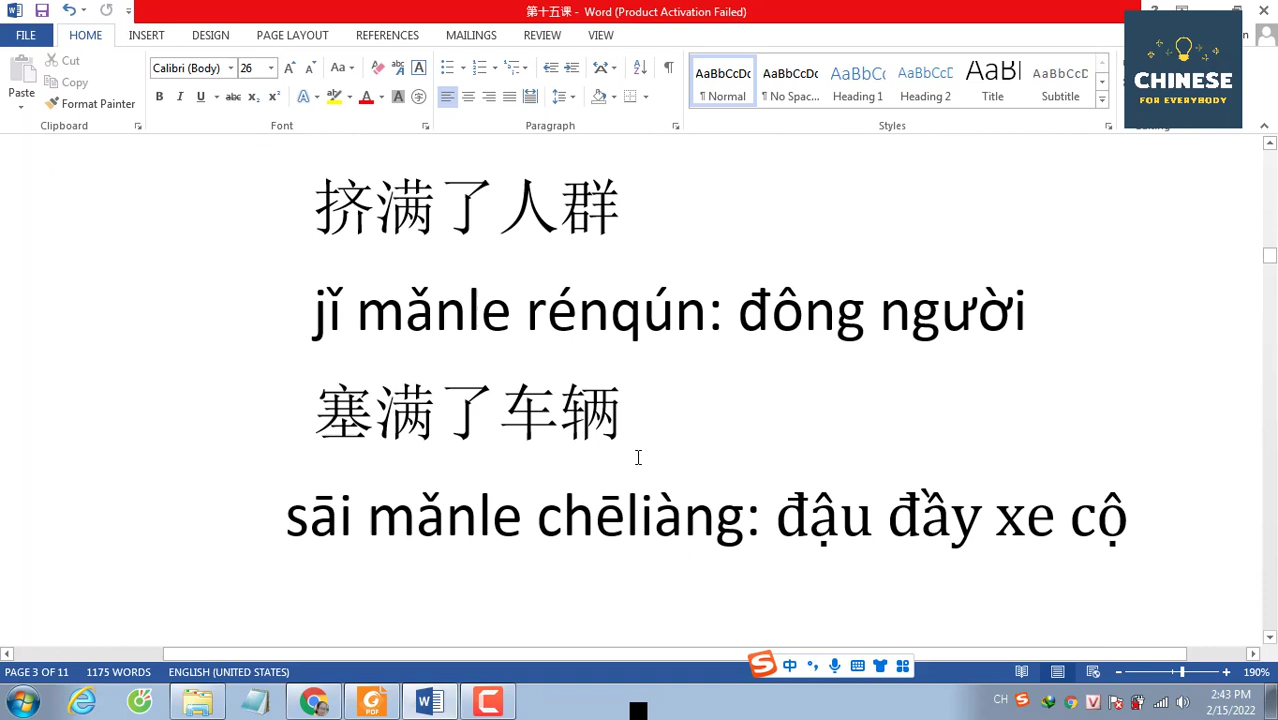 第十五课 - Word (Product Activation Failed)
FILE HOME INSERT DESIGN PAGE LAYOUT REFERENCES MAILINGS REVIEW VIEW
Paste
Cut
Copy
Format Painter
Clipboard
Calibri (Body) 26
Font
Paragraph
AaBbCcDc AaBbCcDc AaBbC AaBbCcD AaBl AaBbCcD
¶ Normal ¶ No Spac... Heading 1 Heading 2 Title Subtitle
Styles
CHINESE
FOR EVERYBODY
挤满了人群
jǐ mǎnle rénqún: đông người
塞满了车辆
sāi mǎnle chēliàng: đậu đầy xe cộ
PAGE 3 OF 11 1175 WORDS ENGLISH (UNITED STATES)
中
190%
CH
2:43 PM
2/15/2022